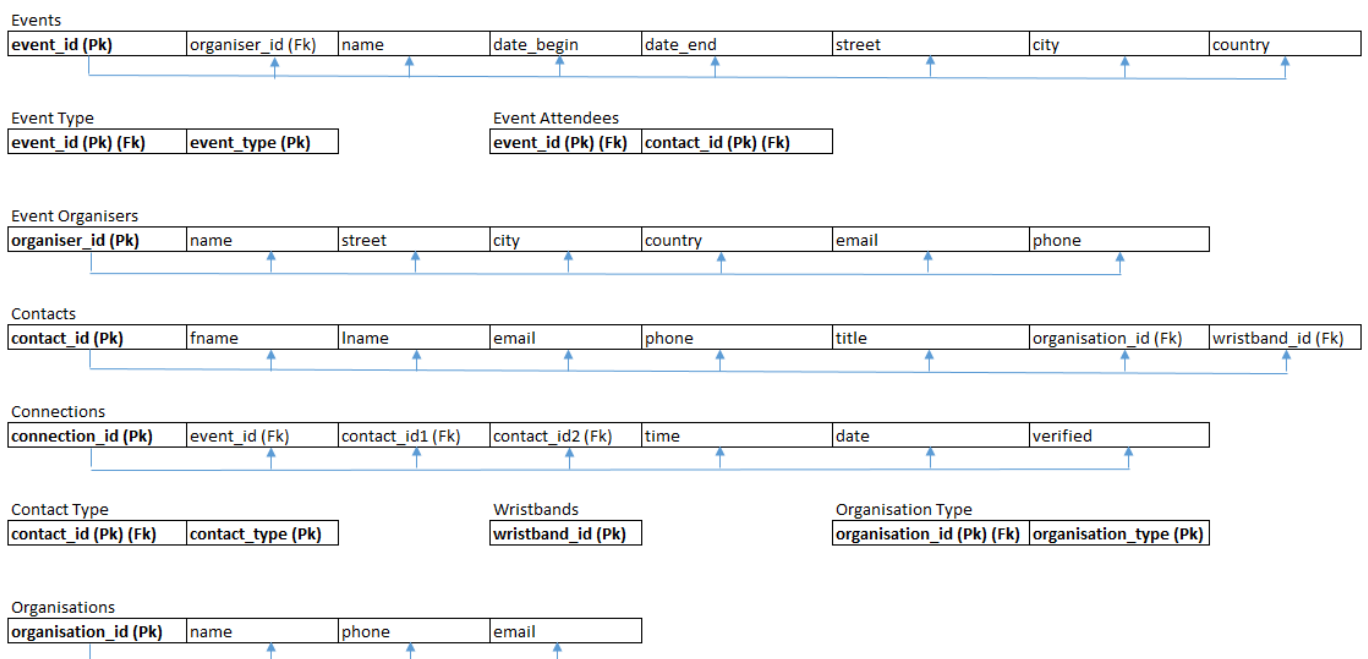 Events
event_id (Pk) organiser_id (Fk) name date_begin date_end street city country
Event Type Event Attendees
event_id (Pk) (Fk) event_type (Pk) event_id (Pk) (Fk) contact_id (Pk) (Fk)
Event Organisers
organiser_id (Pk) name street city country email phone
Contacts
contact_id (Pk) fname lname email phone title organisation_id (Fk) wristband_id (Fk)
Connections
connection_id (Pk) event_id (Fk) contact_id1 (Fk) contact_id2 (Fk) time date verified
Contact Type Wristbands Organisation Type
contact_id (Pk) (Fk) contact_type (Pk) wristband_id (Pk) organisation_id (Pk) (Fk) organisation_type (Pk)
Organisations
organisation_id (Pk) name phone email